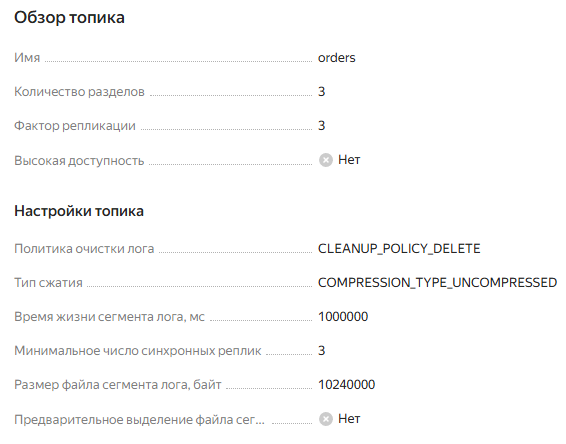 Обзор топика
Имя orders
Количество разделов 3
Фактор репликации 3
Высокая доступность Нет
Настройки топика
Политика очистки лога CLEANUP_POLICY_DELETE
Тип сжатия COMPRESSION_TYPE_UNCOMPRESSED
Время жизни сегмента лога, мс 1000000
Минимальное число синхронных реплик 3
Размер файла сегмента лога, байт 10240000
Предварительное выделение файла сег... Нет